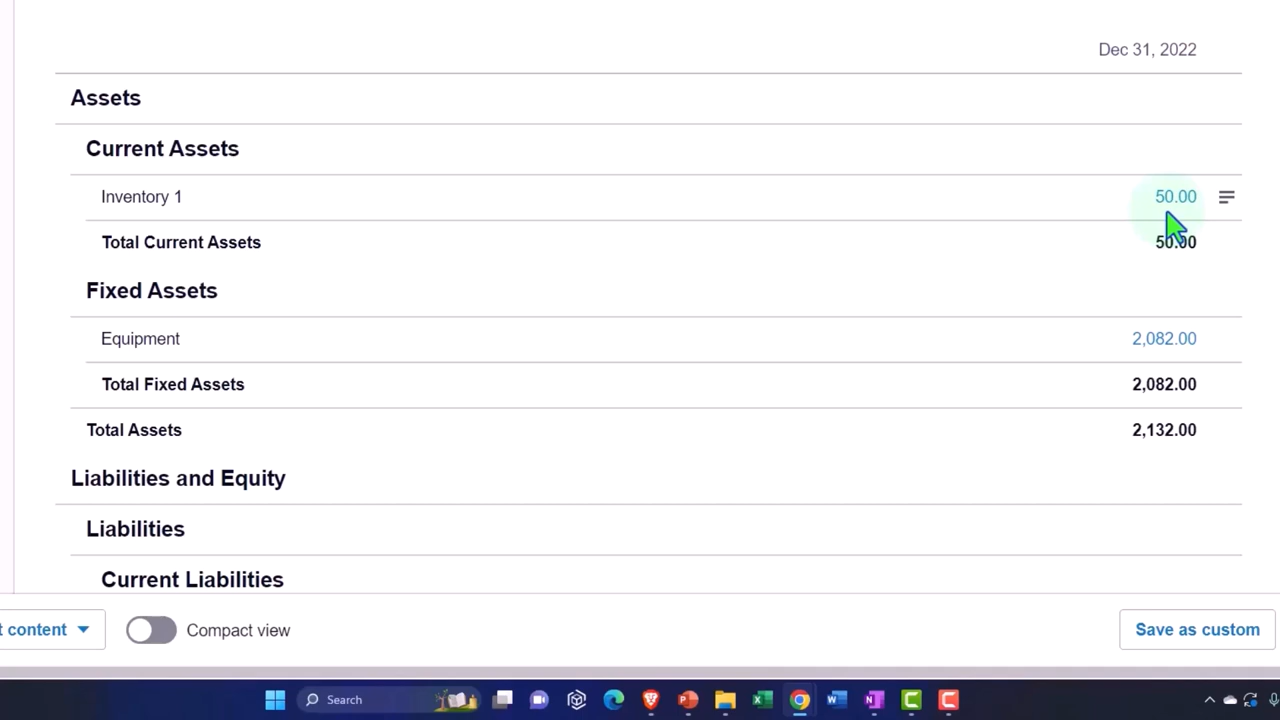 Dec 31, 2022
Assets
Current Assets
Inventory 1 50.00
Total Current Assets 50.00
Fixed Assets
Equipment 2,082.00
Total Fixed Assets 2,082.00
Total Assets 2,132.00
Liabilities and Equity
Liabilities
Current Liabilities
t content Compact view Save as custom
Search